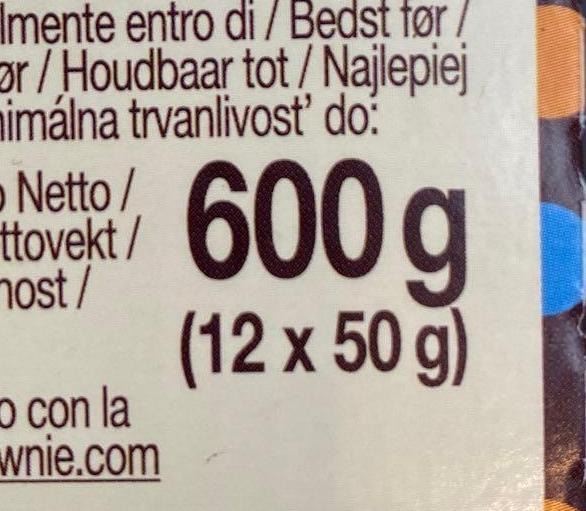 lmente entro di / Bedst før /
ør / Houdbaar tot / Najlepiej
nimálna trvanlivost' do:
o Netto /
ttovekt /
nost /
600 g
(12 x 50 g)
o con la
wnie.com